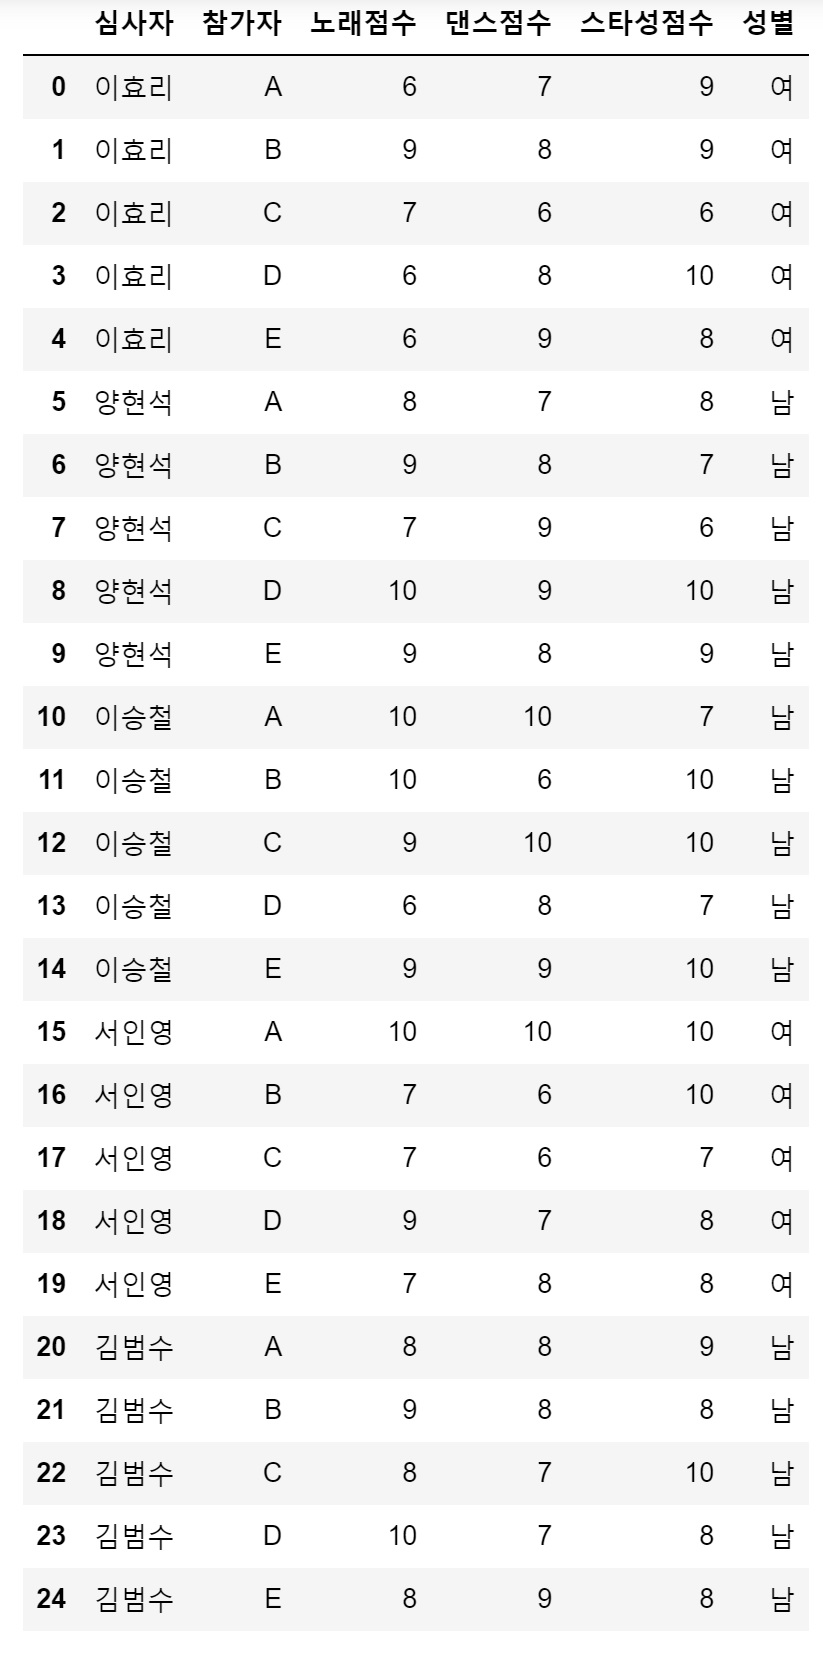 심사자 참가자 노래점수 댄스점수 스타성점수 성별
0 이효리 A 6 7 9 여
1 이효리 B 9 8 9 여
2 이효리 C 7 6 6 여
3 이효리 D 6 8 10 여
4 이효리 E 6 9 8 여
5 양현석 A 8 7 8 남
6 양현석 B 9 8 7 남
7 양현석 C 7 9 6 남
8 양현석 D 10 9 10 남
9 양현석 E 9 8 9 남
10 이승철 A 10 10 7 남
11 이승철 B 10 6 10 남
12 이승철 C 9 10 10 남
13 이승철 D 6 8 7 남
14 이승철 E 9 9 10 남
15 서인영 A 10 10 10 여
16 서인영 B 7 6 10 여
17 서인영 C 7 6 7 여
18 서인영 D 9 7 8 여
19 서인영 E 7 8 8 여
20 김범수 A 8 8 9 남
21 김범수 B 9 8 8 남
22 김범수 C 8 7 10 남
23 김범수 D 10 7 8 남
24 김범수 E 8 9 8 남